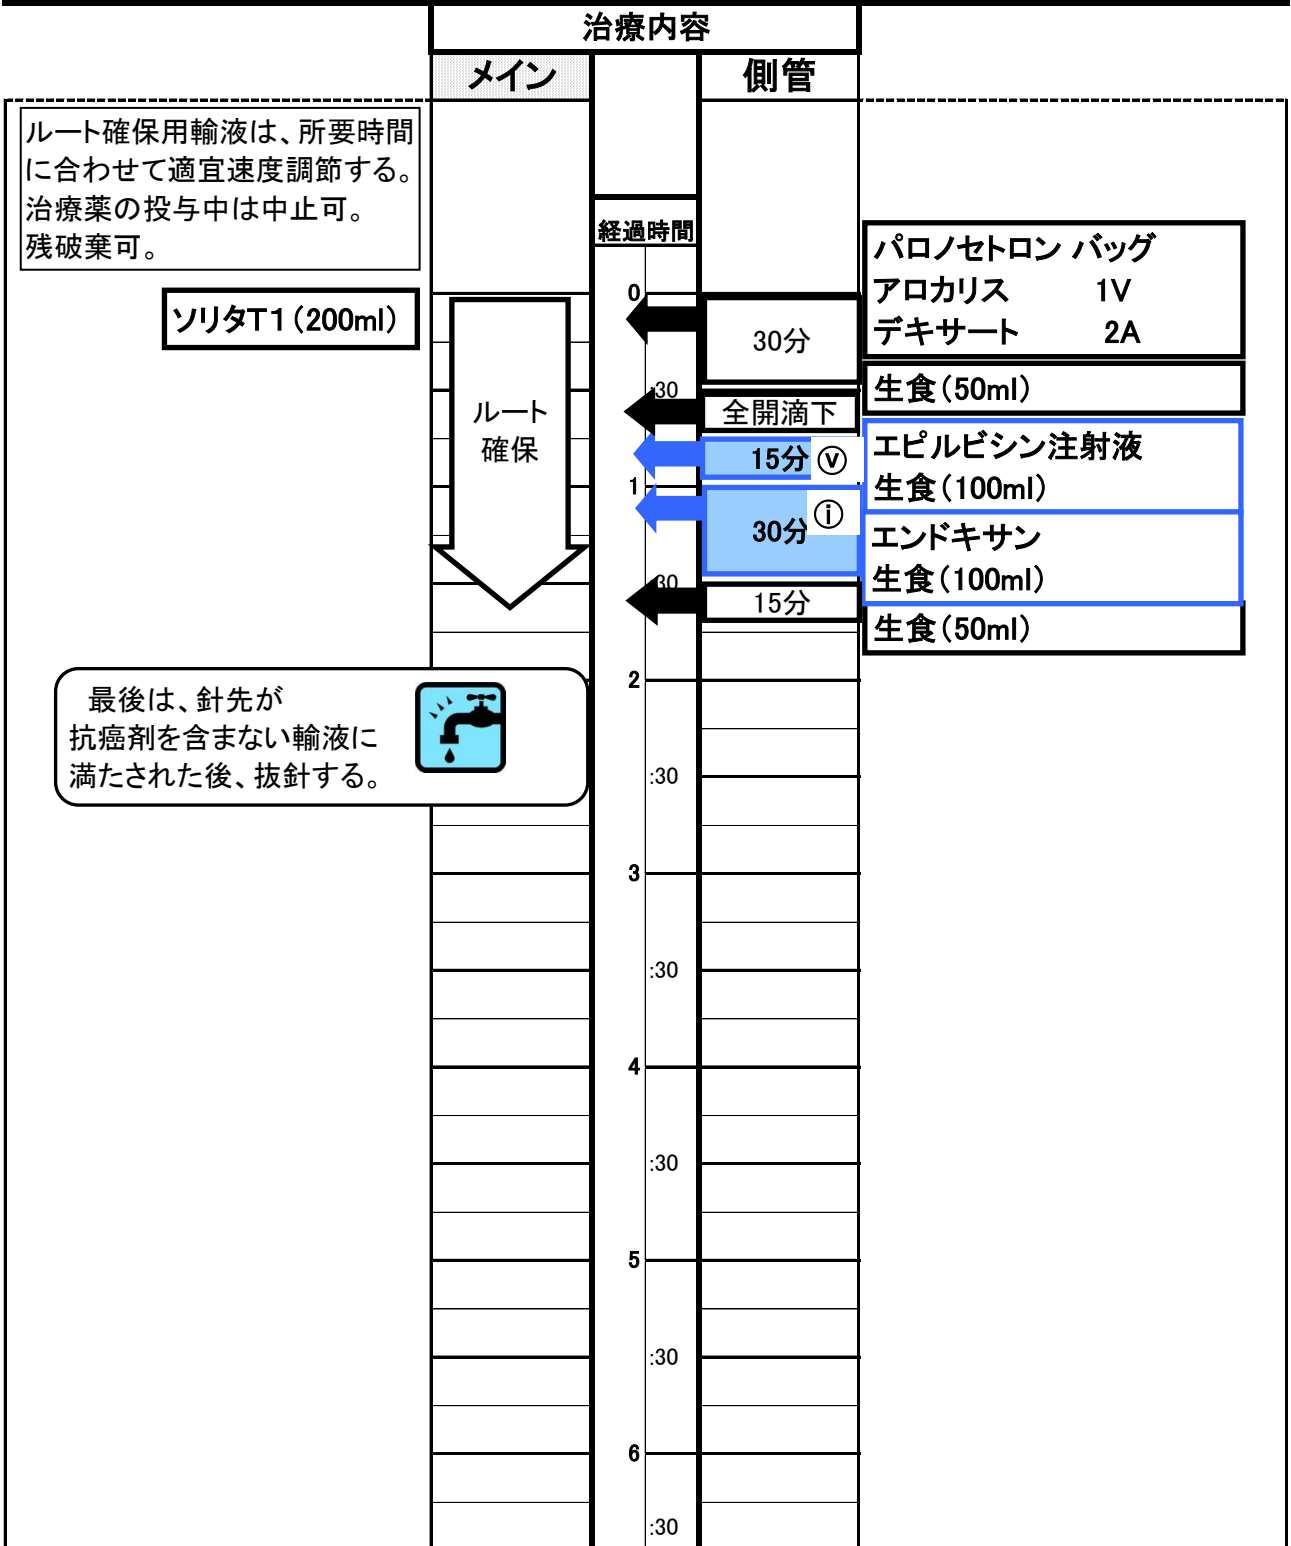 治療内容
メイン
側管
ルート確保用輸液は、所要時間
に合わせて適宜速度調節する。
治療薬の投与中は中止可。
残破棄可。
経過時間
パロノセトロン バッグ
アロカリス 1V
デキサート 2A
ソリタT1(200ml)
0
30分
:30
生食(50ml)
全開滴下
ルート
確保
エピルビシン注射液
生食(100ml)
15分 ⓥ
1
30分 ⓘ
エンドキサン
生食(100ml)
:30
15分
生食(50ml)
2
最後は、針先が
抗癌剤を含まない輸液に
満たされた後、抜針する。
:30
3
:30
4
:30
5
:30
6
:30